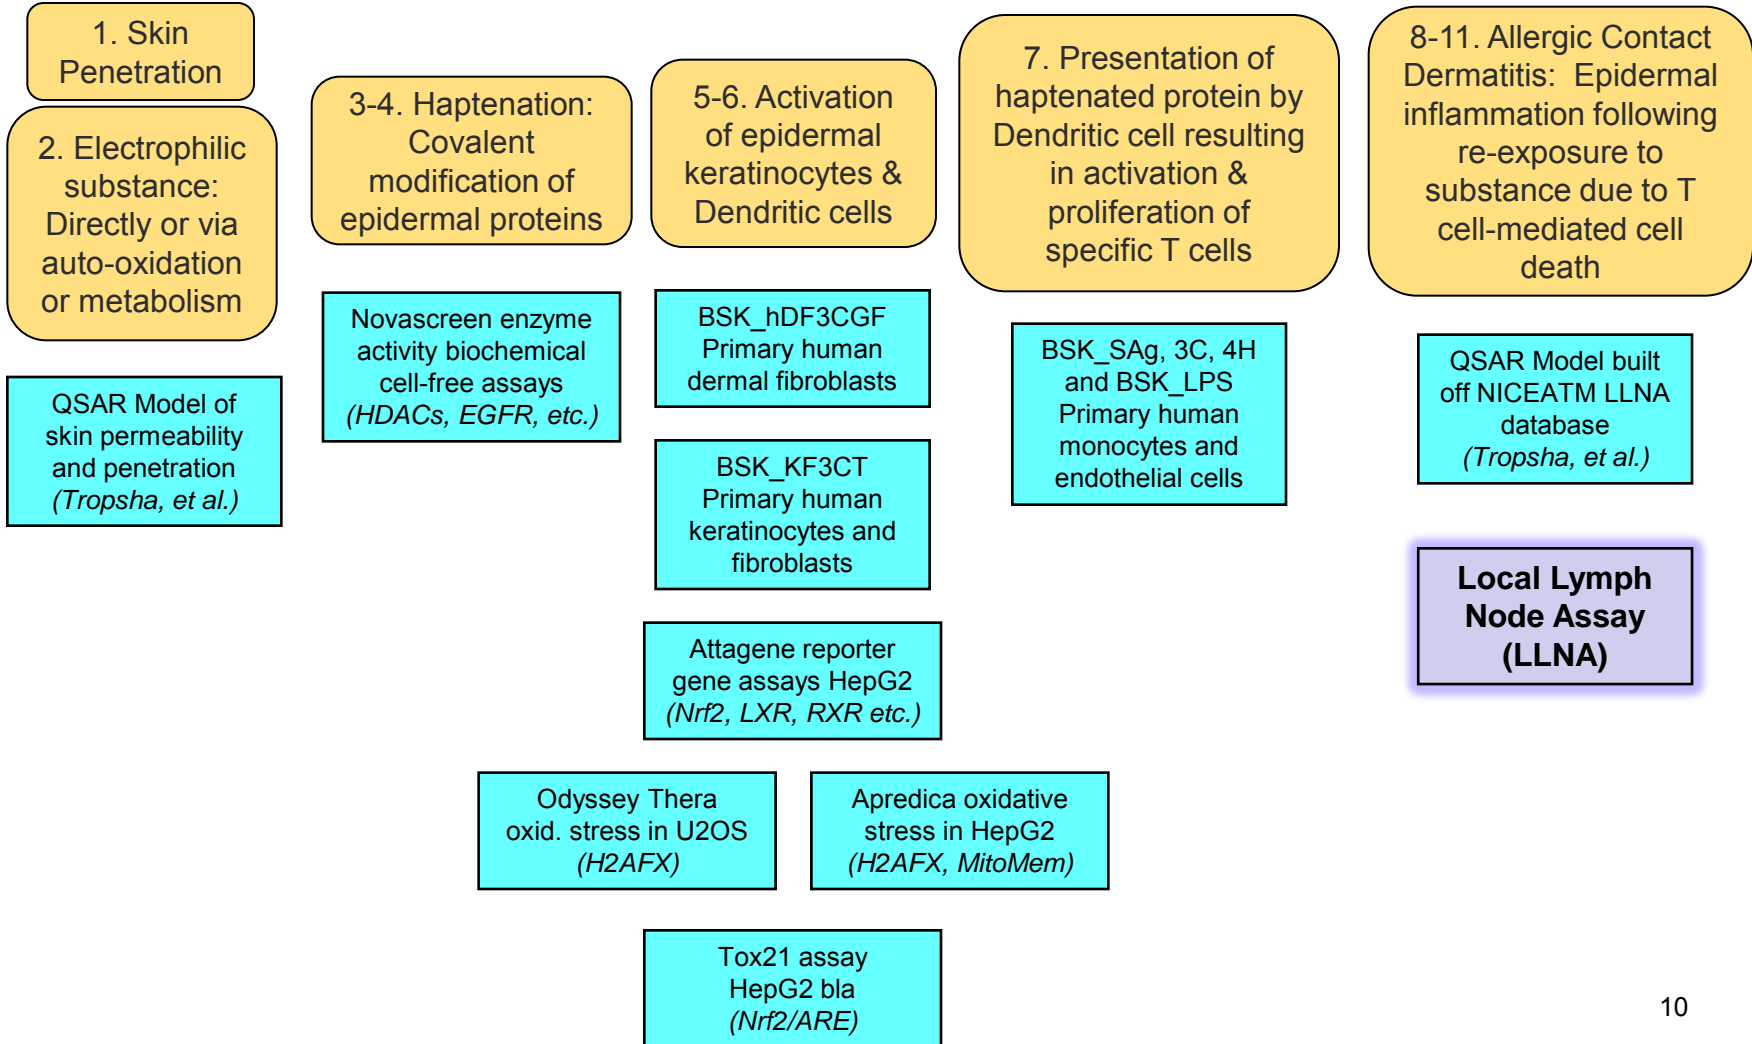 1. Skin
Penetration
2. Electrophilic
substance:
Directly or via
auto-oxidation
or metabolism
QSAR Model of
skin permeability
and penetration
(Tropsha, et al.)
3-4. Haptenation:
Covalent
modification of
epidermal proteins
Novascreen enzyme
activity biochemical
cell-free assays
(HDACs, EGFR, etc.)
5-6. Activation
of epidermal
keratinocytes &
Dendritic cells
BSK_hDF3CGF
Primary human
dermal fibroblasts
BSK_KF3CT
Primary human
keratinocytes and
fibroblasts
Attagene reporter
gene assays HepG2
(Nrf2, LXR, RXR etc.)
Odyssey Thera
oxid. stress in U2OS
(H2AFX)
Apredica oxidative
stress in HepG2
(H2AFX, MitoMem)
Tox21 assay
HepG2 bla
(Nrf2/ARE)
7. Presentation of
haptenated protein by
Dendritic cell resulting
in activation &
proliferation of
specific T cells
BSK_SAg, 3C, 4H
and BSK_LPS
Primary human
monocytes and
endothelial cells
8-11. Allergic Contact
Dermatitis: Epidermal
inflammation following
re-exposure to
substance due to T
cell-mediated cell
death
QSAR Model built
off NICEATM LLNA
database
(Tropsha, et al.)
Local Lymph
Node Assay
(LLNA)
10